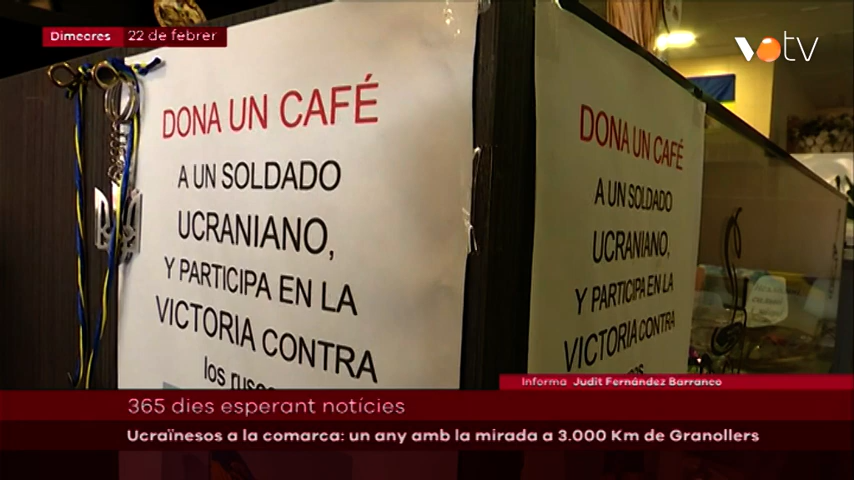 Dimecres 22 de febrer
votv
DONA UN CAFÉ
A UN SOLDADO
UCRANIANO,
Y PARTICIPA EN LA
VICTORIA CONTRA
los rusos
DONA UN CAFÉ
A UN SOLDADO
UCRANIANO,
Y PARTICIPA EN LA
VICTORIA CONTRA
Informa Judit Fernández Barranco
365 dies esperant notícies
Ucraïnesos a la comarca: un any amb la mirada a 3.000 Km de Granollers